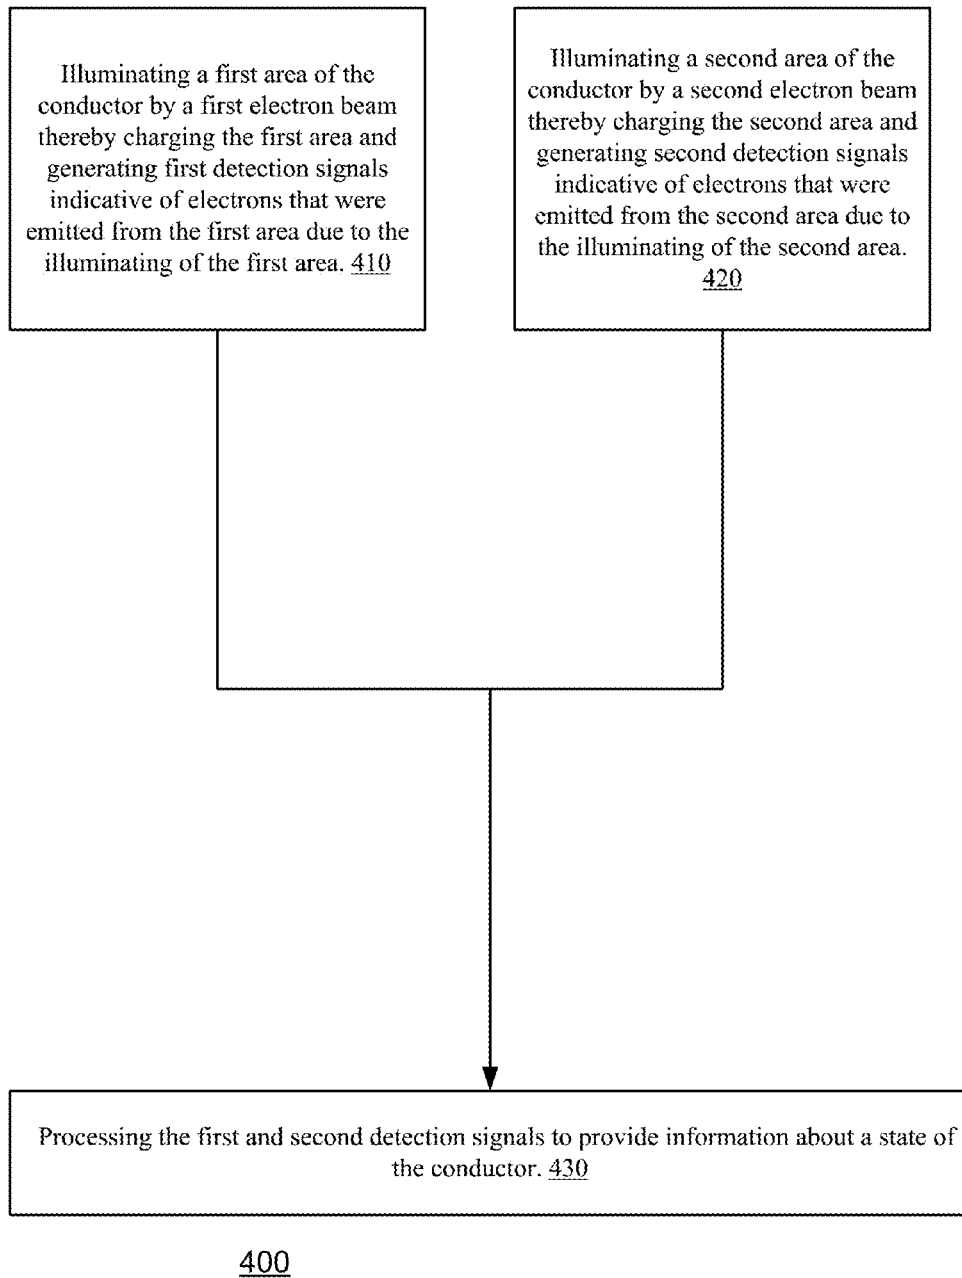 Illuminating a first area of the
conductor by a first electron beam
thereby charging the first area and
generating first detection signals
indicative of electrons that were
emitted from the first area due to the
illuminating of the first area. 410
Illuminating a second area of the
conductor by a second electron beam
thereby charging the second area and
generating second detection signals
indicative of electrons that were
emitted from the second area due to
the illuminating of the second area.
420
Processing the first and second detection signals to provide information about a state of
the conductor. 430
400